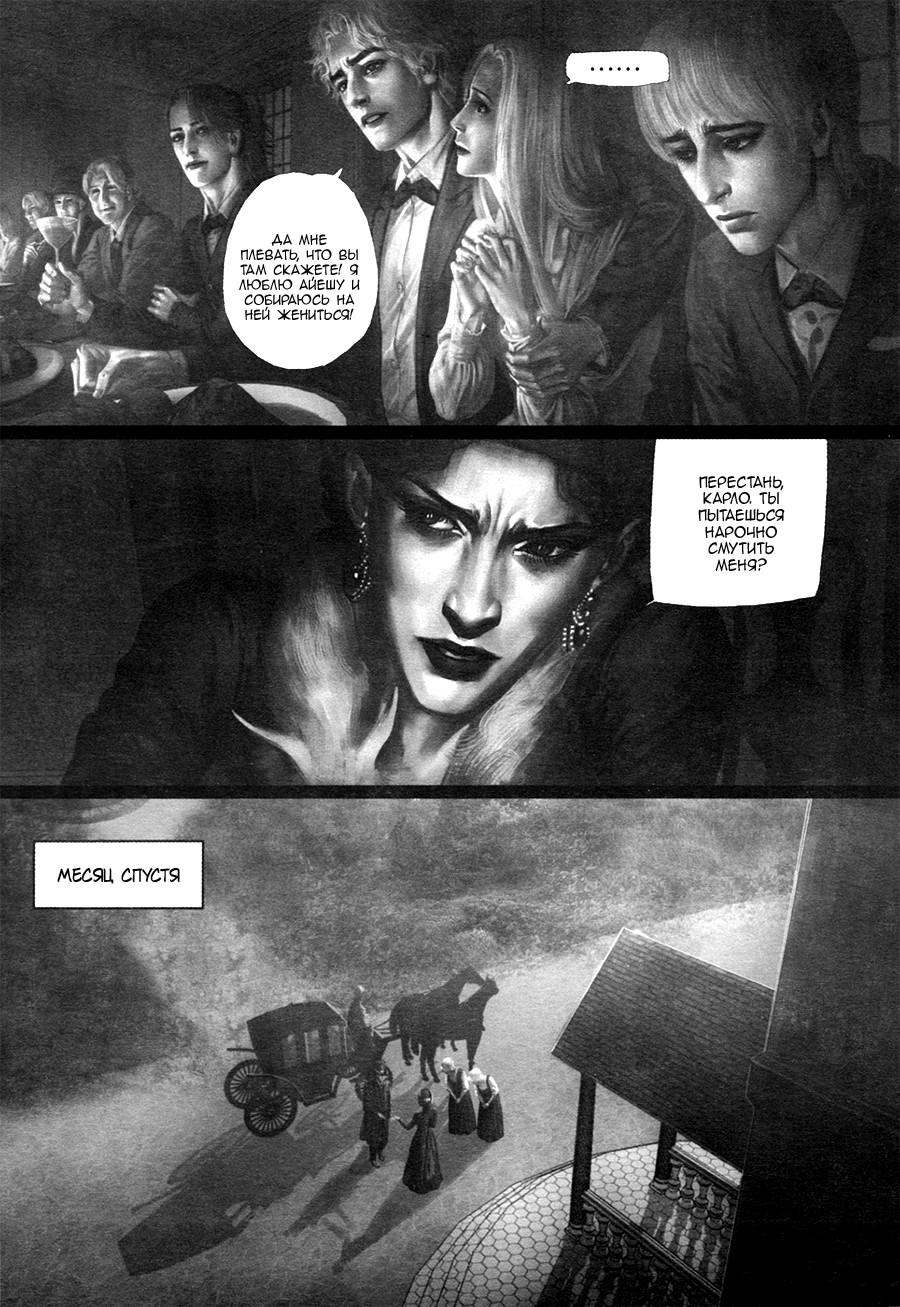 ......
ДА МНЕ
ПЛЕВАТЬ, ЧТО ВЫ
ТАМ СКАЖЕТЕ! Я
ЛЮБЛЮ АЙЕШУ И
СОБИРАЮСЬ НА
НЕЙ ЖЕНИТЬСЯ!
ПЕРЕСТАНЬ,
КАРЛО. ТЫ
ПЫТАЕШЬСЯ
НАРОЧНО
СМУТИТЬ
МЕНЯ?
МЕСЯЦ СПУСТЯ